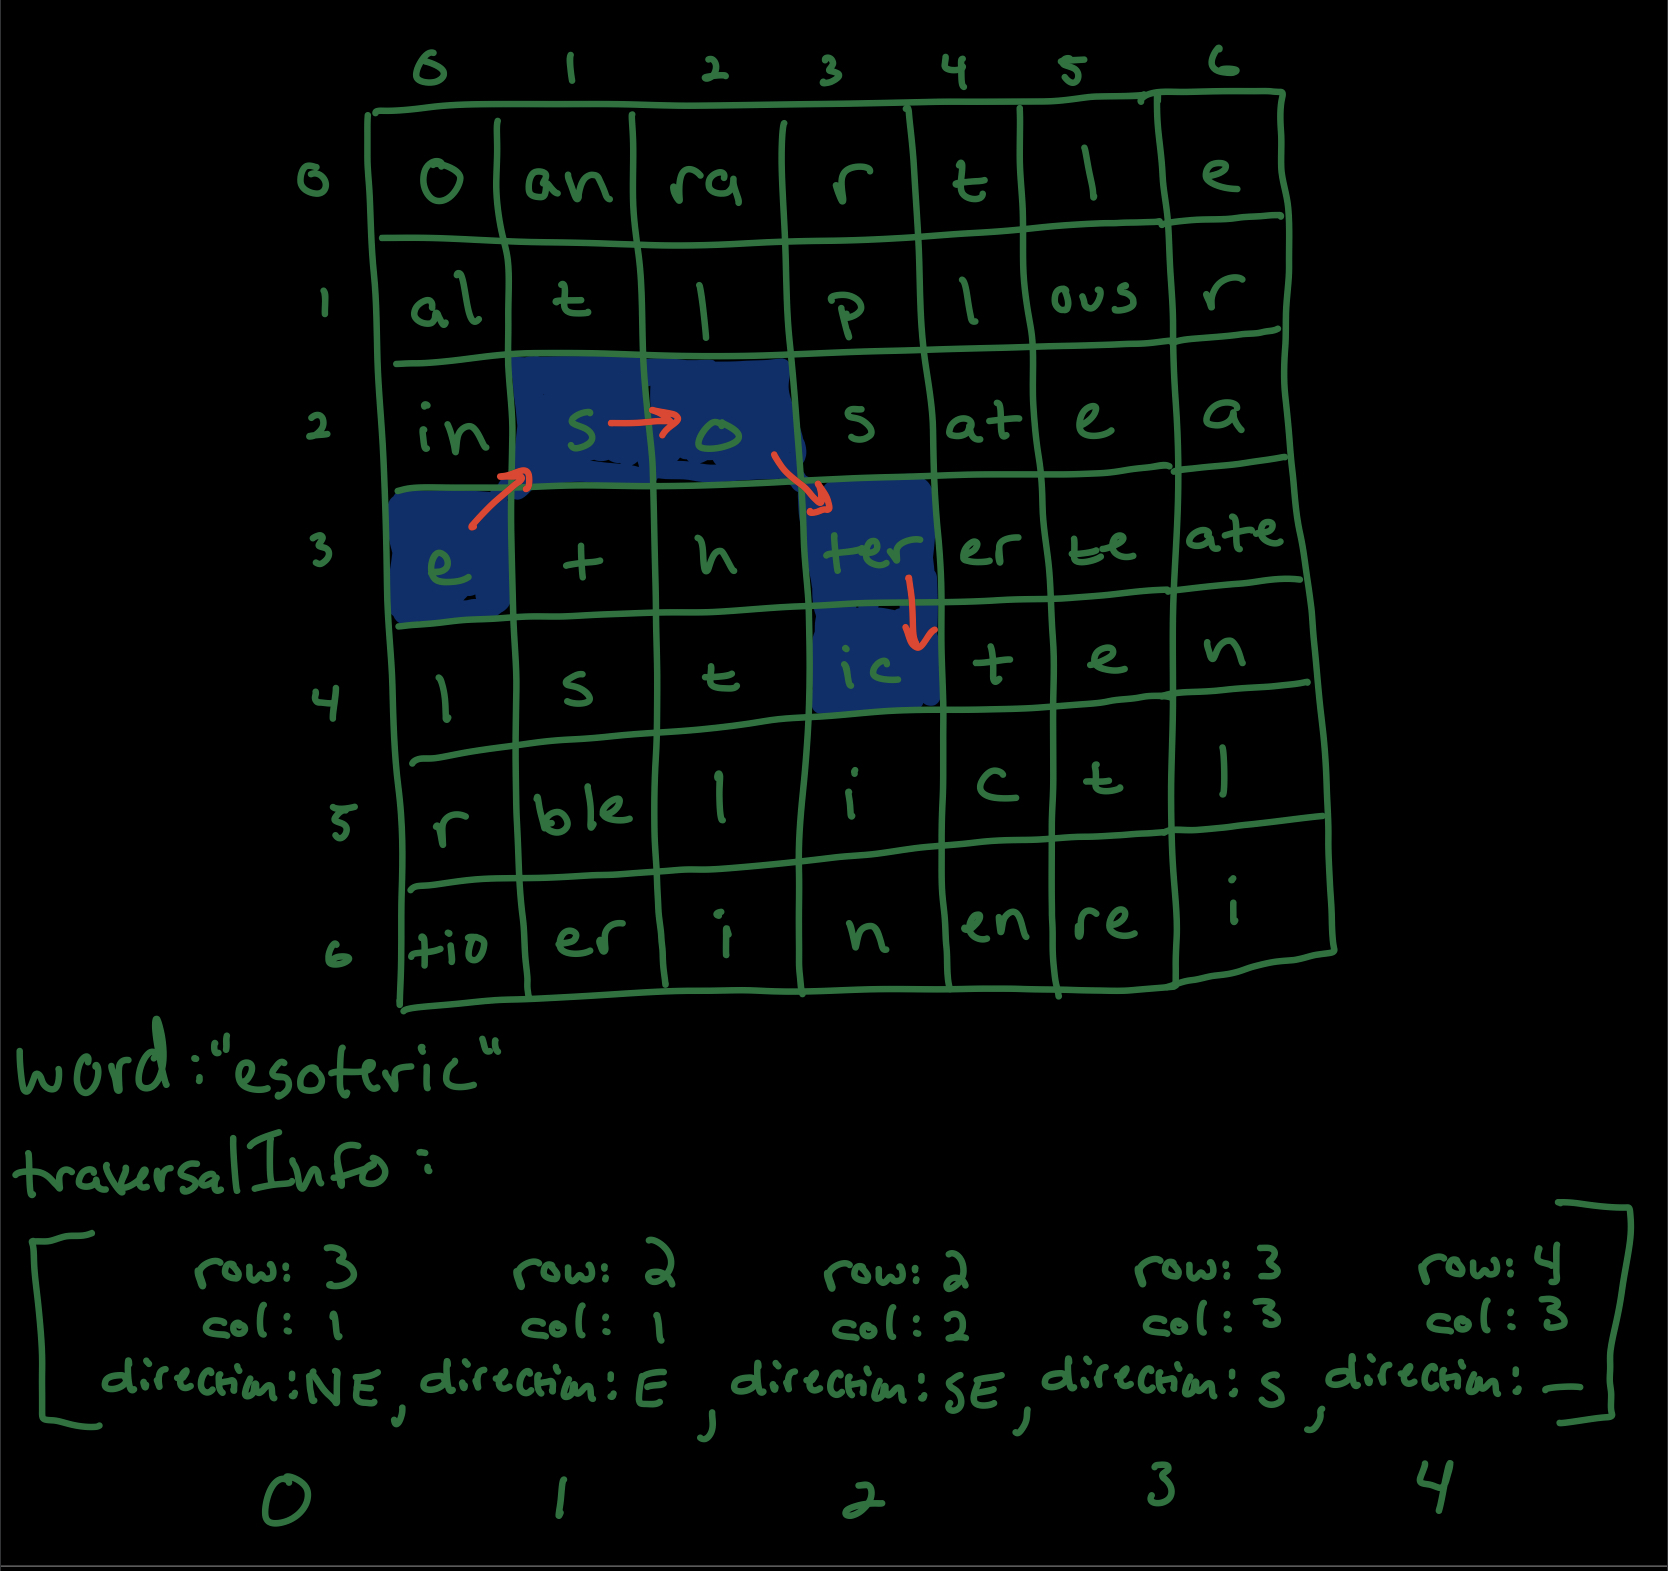 0 1 2 3 4 5 6
0 O an ra r t l e
1 al t l p l ous r
2 in s o s at e a
3 e t h ter er te ate
4 l s t ic t e n
5 r ble l i c t l
6 tio er i n en re i
word: "esoteric"
traversalInfo:
[ row: 3 row: 2 row: 2 row: 3 row: 4 ]
col: 1 col: 1 col: 2 col: 3 col: 3
direction: NE, direction: E, direction: SE, direction: S, direction: —
0 1 2 3 4